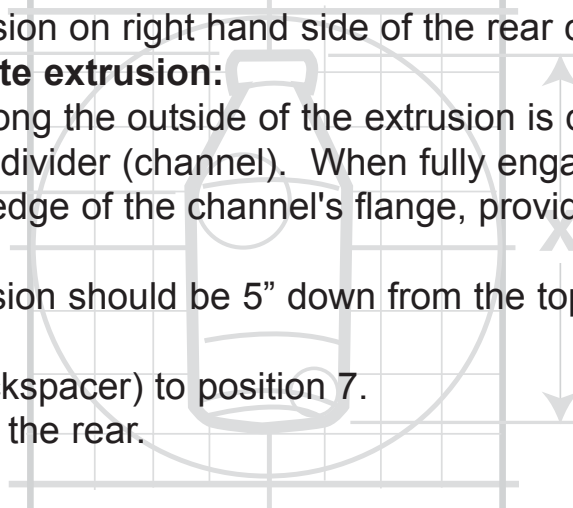 sion on right hand side of the rear
te extrusion:
ong the outside of the extrusion is
divider (channel).  When fully enga
edge of the channel's flange, provid
X
sion should be 5” down from the top
ckspacer) to position 7.
the rear.